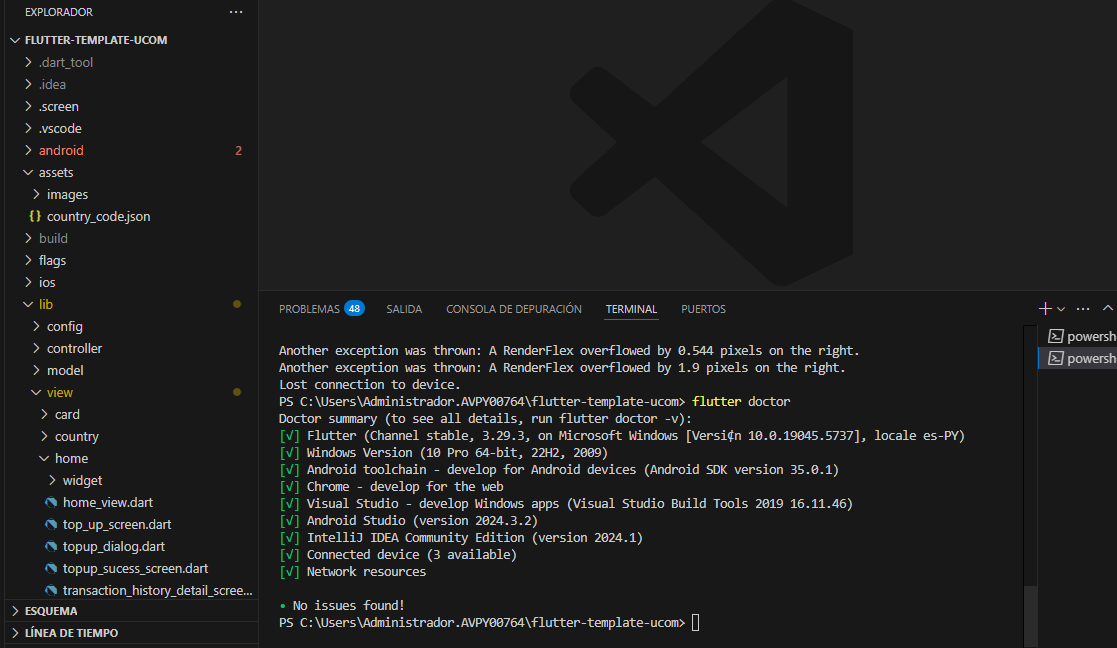 EXPLORADOR
FLUTTER-TEMPLATE-UCOM
.dart_tool
.idea
.screen
.vscode
android 2
assets
images
{} country_code.json
build
flags
ios
lib
config
controller
model
view
card
country
home
widget
home_view.dart
top_up_screen.dart
topup_dialog.dart
topup_sucess_screen.dart
transaction_history_detail_scree...
ESQUEMA
LÍNEA DE TIEMPO
PROBLEMAS 48 SALIDA CONSOLA DE DEPURACIÓN TERMINAL PUERTOS
Another exception was thrown: A RenderFlex overflowed by 0.544 pixels on the right.
Another exception was thrown: A RenderFlex overflowed by 1.9 pixels on the right.
Lost connection to device.
PS C:\Users\Administrador.AVPY00764\flutter-template-ucom> flutter doctor
Doctor summary (to see all details, run flutter doctor -v):
[√] Flutter (Channel stable, 3.29.3, on Microsoft Windows [Versi¢n 10.0.19045.5737], locale es-PY)
[√] Windows Version (10 Pro 64-bit, 22H2, 2009)
[√] Android toolchain - develop for Android devices (Android SDK version 35.0.1)
[√] Chrome - develop for the web
[√] Visual Studio - develop Windows apps (Visual Studio Build Tools 2019 16.11.46)
[√] Android Studio (version 2024.3.2)
[√] IntelliJ IDEA Community Edition (version 2024.1)
[√] Connected device (3 available)
[√] Network resources
• No issues found!
PS C:\Users\Administrador.AVPY00764\flutter-template-ucom>
powersh
powersh